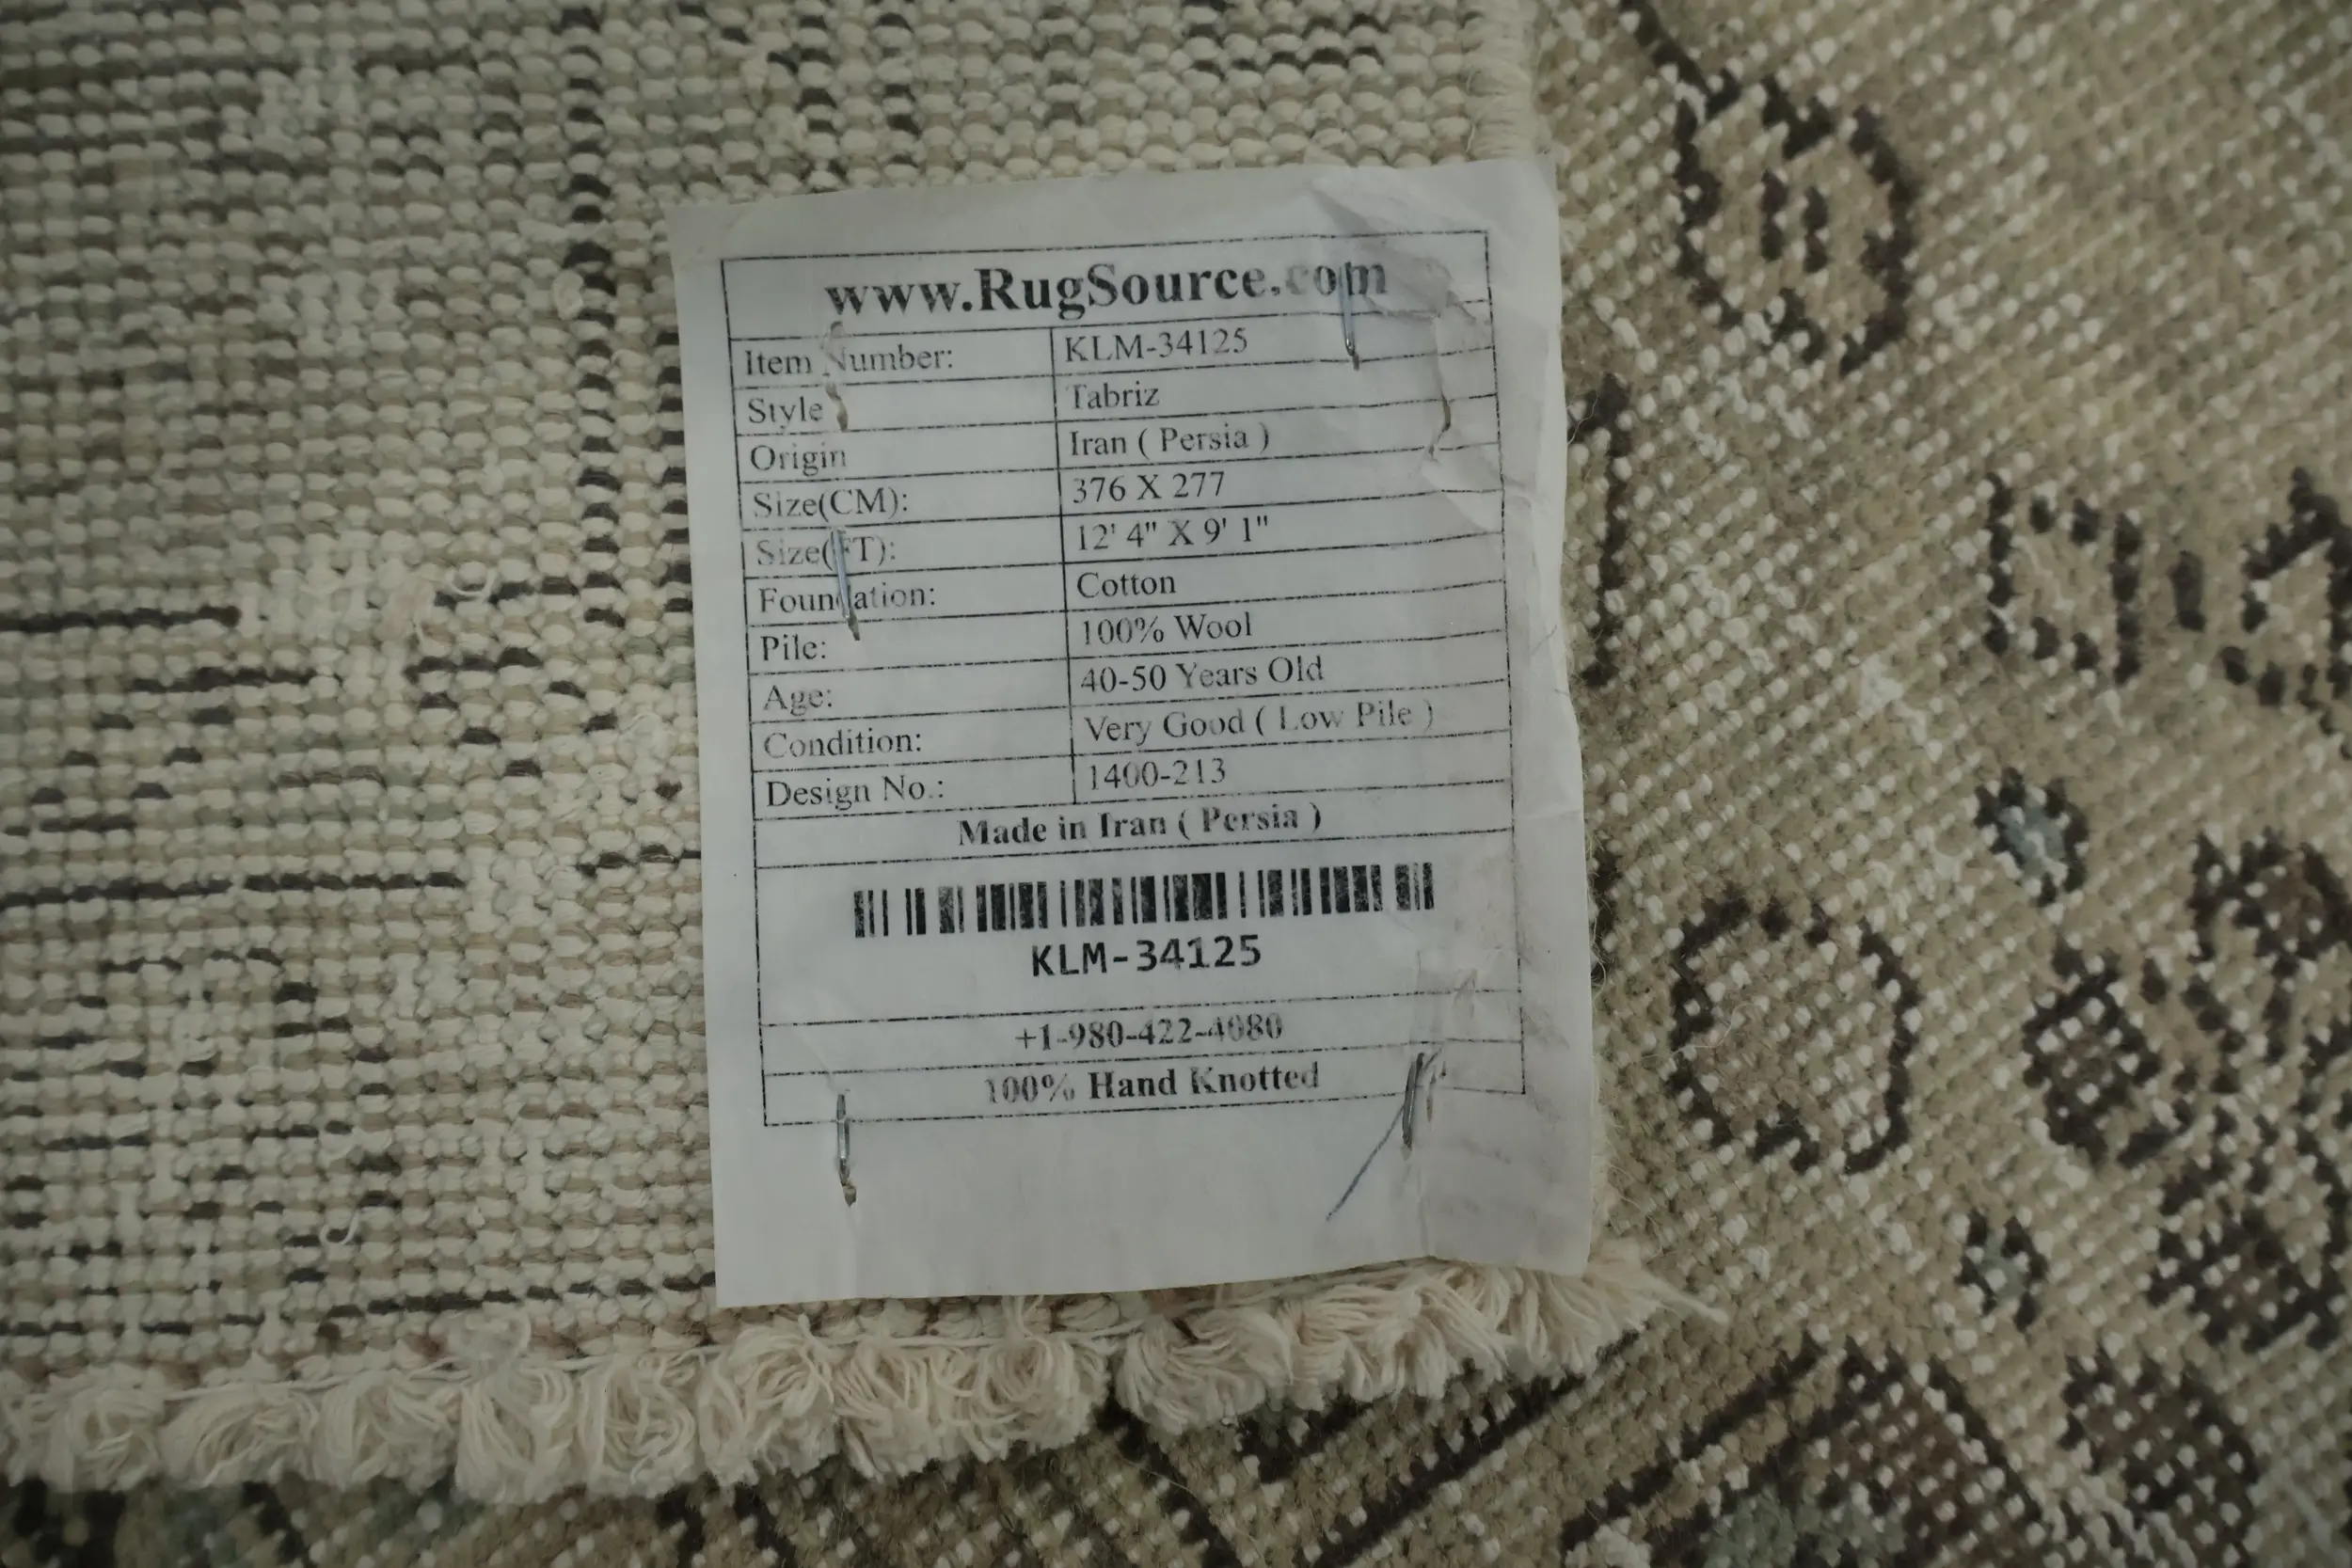 www.RugSource.com
Item Number: KLM-34125
Style Tabriz
Origin Iran ( Persia )
Size(CM): 376 X 277
Size(FT): 12' 4" X 9' 1"
Foundation: Cotton
Pile: 100% Wool
Age: 40-50 Years Old
Condition: Very Good ( Low Pile )
Design No.: 1400-213
Made in Iran ( Persia )
KLM-34125
+1-980-422-4080
100% Hand Knotted